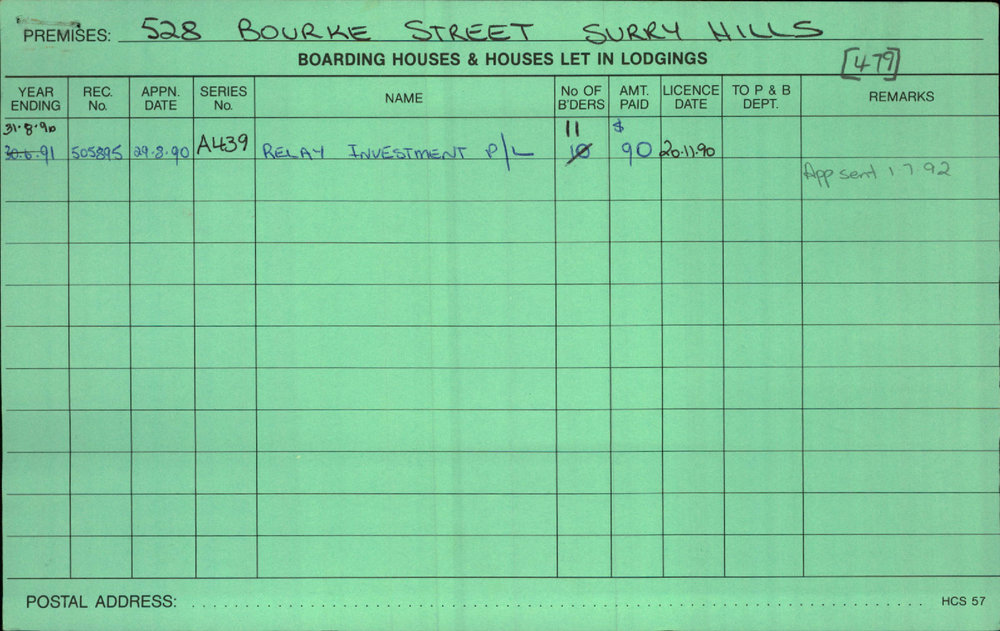 PREMISES: 528 BOURKE STREET SURRY HILLS
BOARDING HOUSES & HOUSES LET IN LODGINGS [479]
YEAR ENDING REC. No. APPN. DATE SERIES No. NAME No OF B'DERS AMT. PAID LICENCE DATE TO P & B DEPT. REMARKS
31.8.90 11 $
30.6.91 505895 29.8.90 A439 RELAY INVESTMENT P/L 10 90 20.11.90
App sent 1 7 92
POSTAL ADDRESS: HCS 57